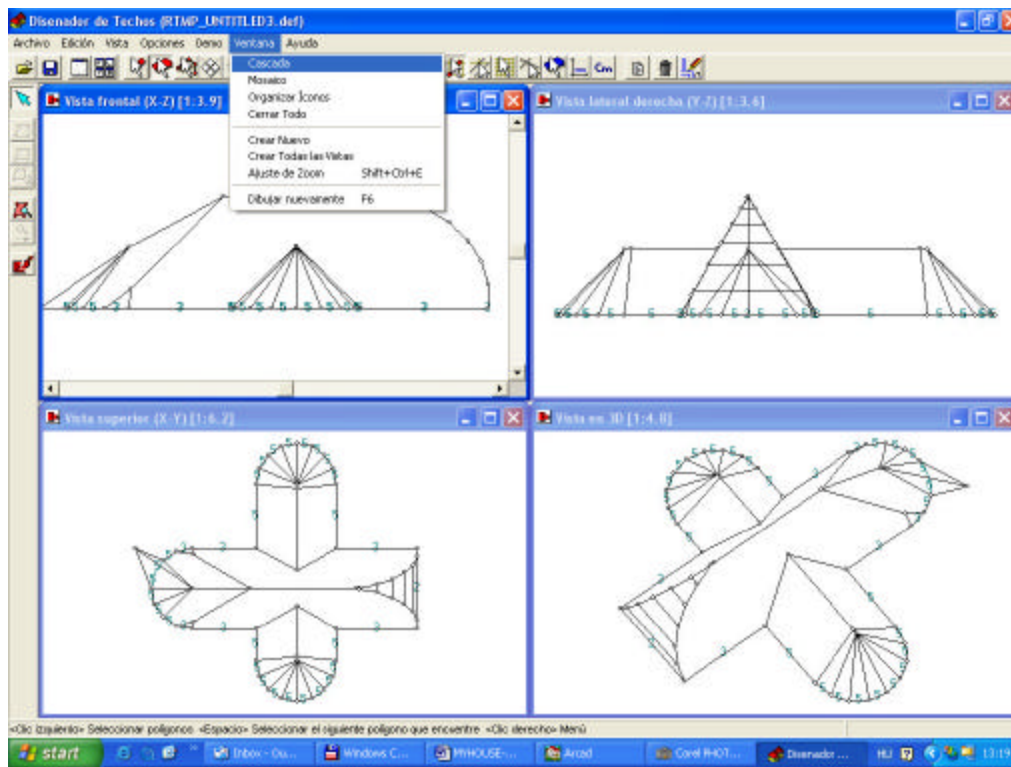 Disenador de Techos (RTMP_UNTITLED3.def)
Archivo Edición Vista Opciones Demo Ventana Ayuda
Cascada
Mosaico
Organizar Íconos
Cerrar Todo
Crear Nuevo
Crear Todas las Vistas
Ajuste de Zoom Shift+Ctrl+E
Dibujar nuevamente F6
Cm
Vista frontal (X-Z) [1:3.9]
Vista lateral derecha (Y-Z) [1:3.6]
Vista superior (X-Y) [1:6.2]
Vista en 3D [1:4.8]
<Clic izquierdo> Seleccionar polígonos <Espacio> Seleccionar el siguiente polígono que encuentre <Clic derecho> Menú
start Inbox - Ou... Windows C... MYHOUSE-... Arcad Corel PHOT... Disenador ... HU 13:19